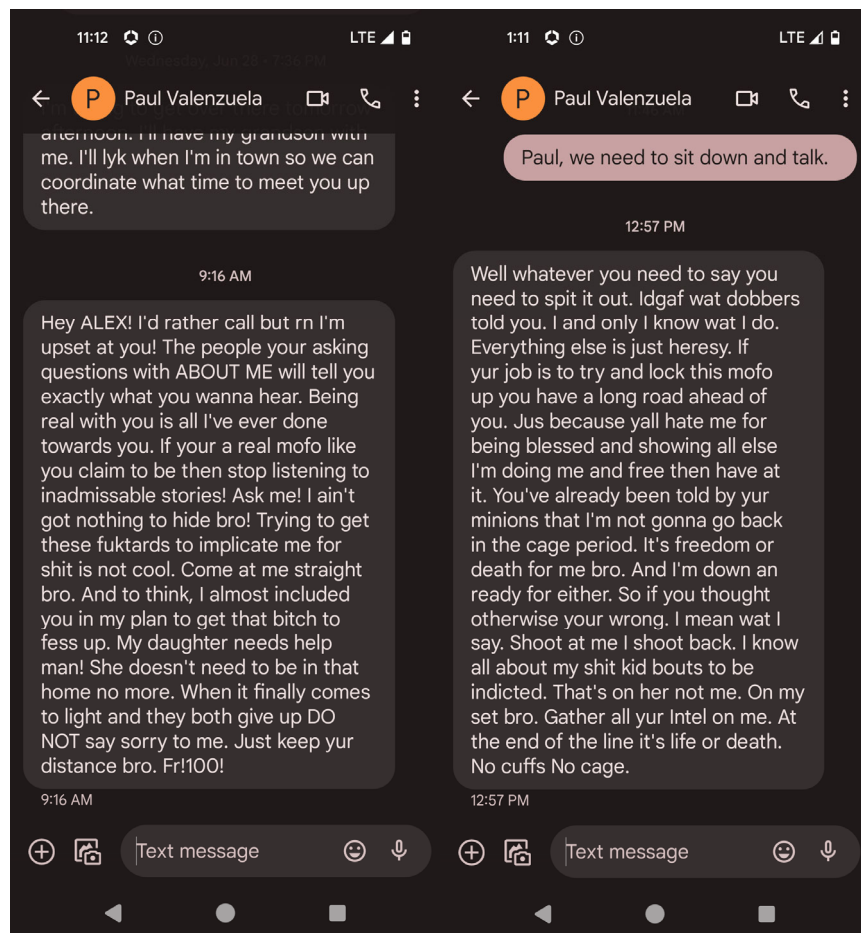 11:12
LTE
Wednesday, Jun 28 • 7:36 PM
P
Paul Valenzuela
afternoon. I'll have my grandson with
me. I'll lyk when I'm in town so we can
coordinate what time to meet you up
there.
9:16 AM
Hey ALEX! I'd rather call but rn I'm
upset at you! The people your asking
questions with ABOUT ME will tell you
exactly what you wanna hear. Being
real with you is all I've ever done
towards you. If your a real mofo like
you claim to be then stop listening to
inadmissable stories! Ask me! I ain't
got nothing to hide bro! Trying to get
these fuktards to implicate me for
shit is not cool. Come at me straight
bro. And to think, I almost included
you in my plan to get that bitch to
fess up. My daughter needs help
man! She doesn't need to be in that
home no more. When it finally comes
to light and they both give up DO
NOT say sorry to me. Just keep yur
distance bro. Fr!100!
9:16 AM
Text message
1:11
LTE
P
Paul Valenzuela
Paul, we need to sit down and talk.
12:57 PM
Well whatever you need to say you
need to spit it out. Idgaf wat dobbers
told you. I and only I know wat I do.
Everything else is just heresy. If
yur job is to try and lock this mofo
up you have a long road ahead of
you. Jus because yall hate me for
being blessed and showing all else
I'm doing me and free then have at
it. You've already been told by yur
minions that I'm not gonna go back
in the cage period. It's freedom or
death for me bro. And I'm down an
ready for either. So if you thought
otherwise your wrong. I mean wat I
say. Shoot at me I shoot back. I know
all about my shit kid bouts to be
indicted. That's on her not me. On my
set bro. Gather all yur Intel on me. At
the end of the line it's life or death.
No cuffs No cage.
12:57 PM
Text message